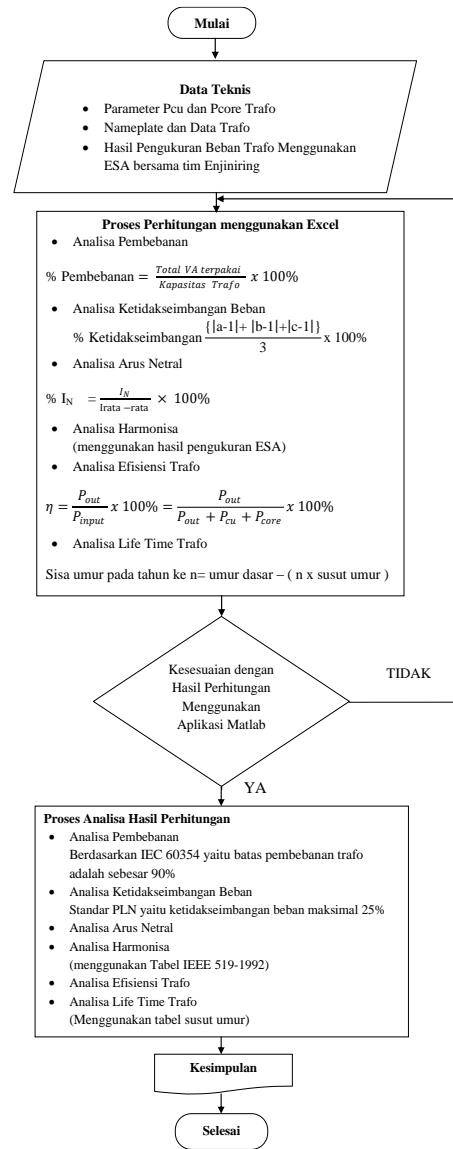 Mulai
Data Teknis
• Parameter Pcu dan Pcore Trafo
• Nameplate dan Data Trafo
• Hasil Pengukuran Beban Trafo Menggunakan
ESA bersama tim Enjiniring
Proses Perhitungan menggunakan Excel
• Analisa Pembebanan
% Pembebanan = Total VA terpakai / Kapasitas Trafo x 100%
• Analisa Ketidakseimbangan Beban
% Ketidakseimbangan {|a-1|+ |b-1|+|c-1|} / 3 x 100%
• Analisa Arus Netral
% I_N = I_N / Irata −rata × 100%
• Analisa Harmonisa
(menggunakan hasil pengukuran ESA)
• Analisa Efisiensi Trafo
η = P_out / P_input x 100% = P_out / P_out + P_cu + P_core x 100%
• Analisa Life Time Trafo
Sisa umur pada tahun ke n= umur dasar – ( n x susut umur )
Kesesuaian dengan
Hasil Perhitungan
Menggunakan
Aplikasi Matlab
TIDAK
YA
Proses Analisa Hasil Perhitungan
• Analisa Pembebanan
Berdasarkan IEC 60354 yaitu batas pembebanan trafo
adalah sebesar 90%
• Analisa Ketidakseimbangan Beban
Standar PLN yaitu ketidakseimbangan beban maksimal 25%
• Analisa Arus Netral
• Analisa Harmonisa
(menggunakan Tabel IEEE 519-1992)
• Analisa Efisiensi Trafo
• Analisa Life Time Trafo
(Menggunakan tabel susut umur)
Kesimpulan
Selesai